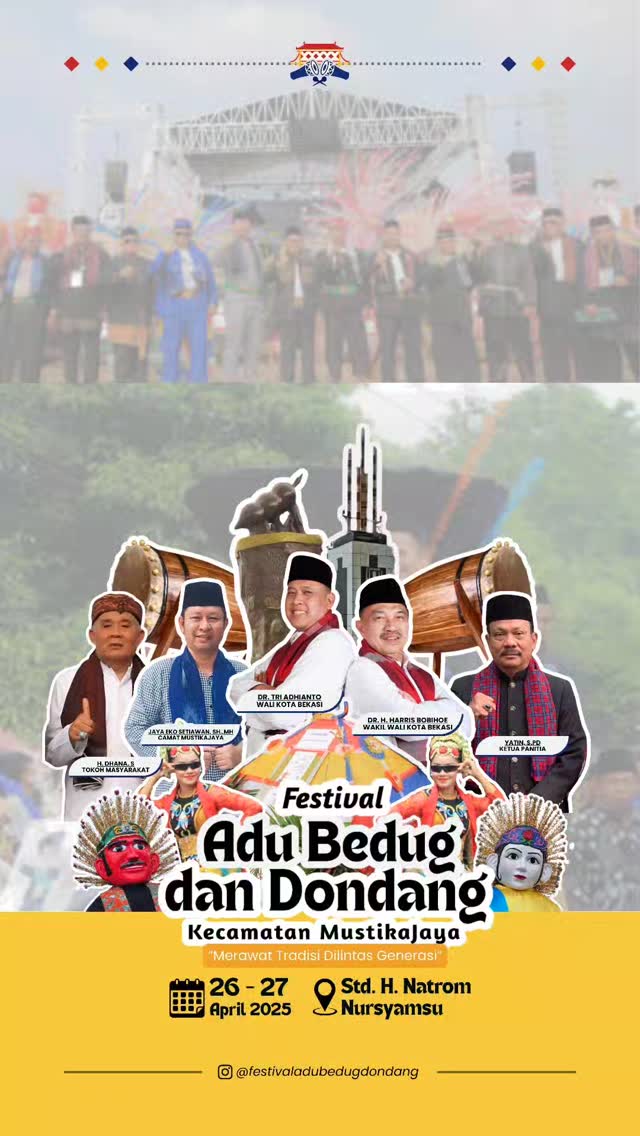 DR. TRI ADHIANTO
WALI KOTA BEKASI
DR. H. HARRIS BOBIHOE
WAKIL WALI KOTA BEKASI
JAYA EKO SETIAWAN, SH., MH
CAMAT MUSTIKAJAYA
YATIN, S.PD
KETUA PANITIA
H. DHANA. S
TOKOH MASYARAKAT
Festival
Adu Bedug
dan Dondang
Kecamatan MustikaJaya
"Merawat Tradisi Dilintas Generasi"
26 - 27
April 2025
Std. H. Natrom
Nursyamsu
@festivaladubedugdondang